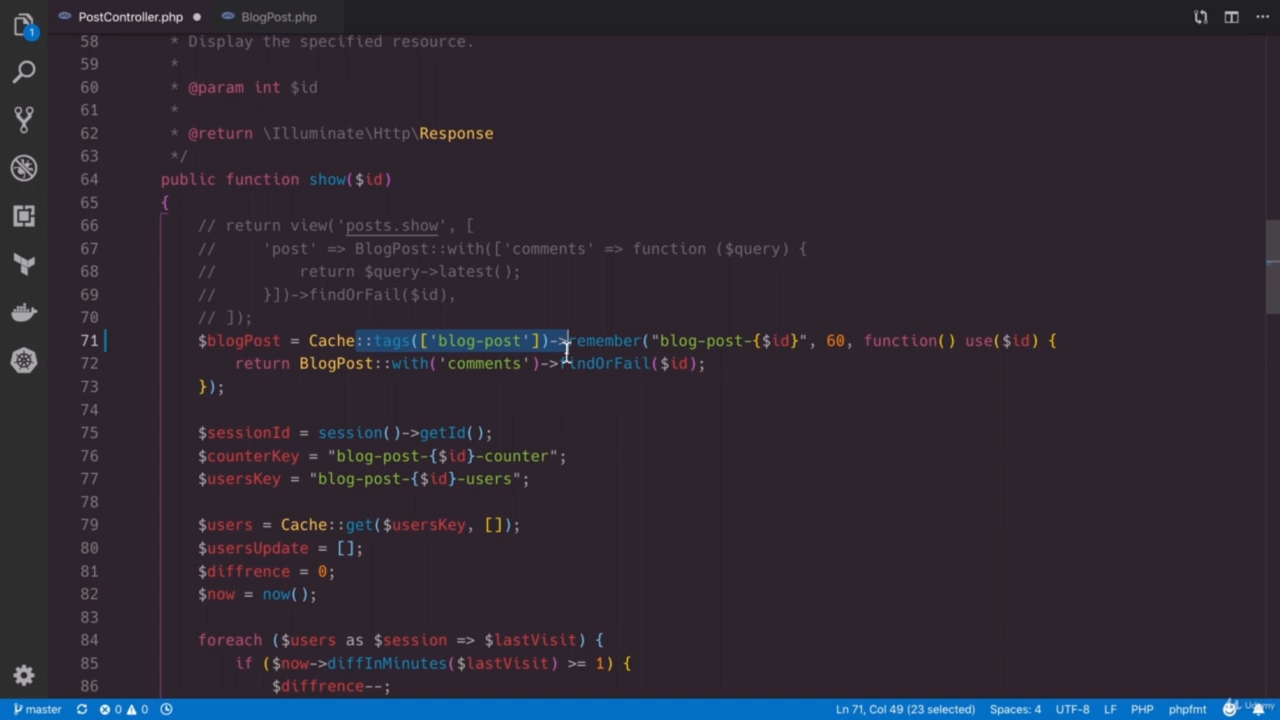 PostController.php BlogPost.php
58 * Display the specified resource.
59 *
60 * @param int $id
61 *
62 * @return \Illuminate\Http\Response
63 */
64 public function show($id)
65 {
66 // return view('posts.show', [
67 // 'post' => BlogPost::with(['comments' => function ($query) {
68 // return $query->latest();
69 // }])->findOrFail($id),
70 // ]);
71 $blogPost = Cache::tags(['blog-post'])->remember("blog-post-{$id}", 60, function() use($id) {
72 return BlogPost::with('comments')->findOrFail($id);
73 });
74
75 $sessionId = session()->getId();
76 $counterKey = "blog-post-{$id}-counter";
77 $usersKey = "blog-post-{$id}-users";
78
79 $users = Cache::get($usersKey, []);
80 $usersUpdate = [];
81 $diffrence = 0;
82 $now = now();
83
84 foreach ($users as $session => $lastVisit) {
85 if ($now->diffInMinutes($lastVisit) >= 1) {
86 $diffrence--;
1
master 0 0 Ln 71, Col 49 (23 selected) Spaces: 4 UTF-8 LF PHP phpfmt
Udemy